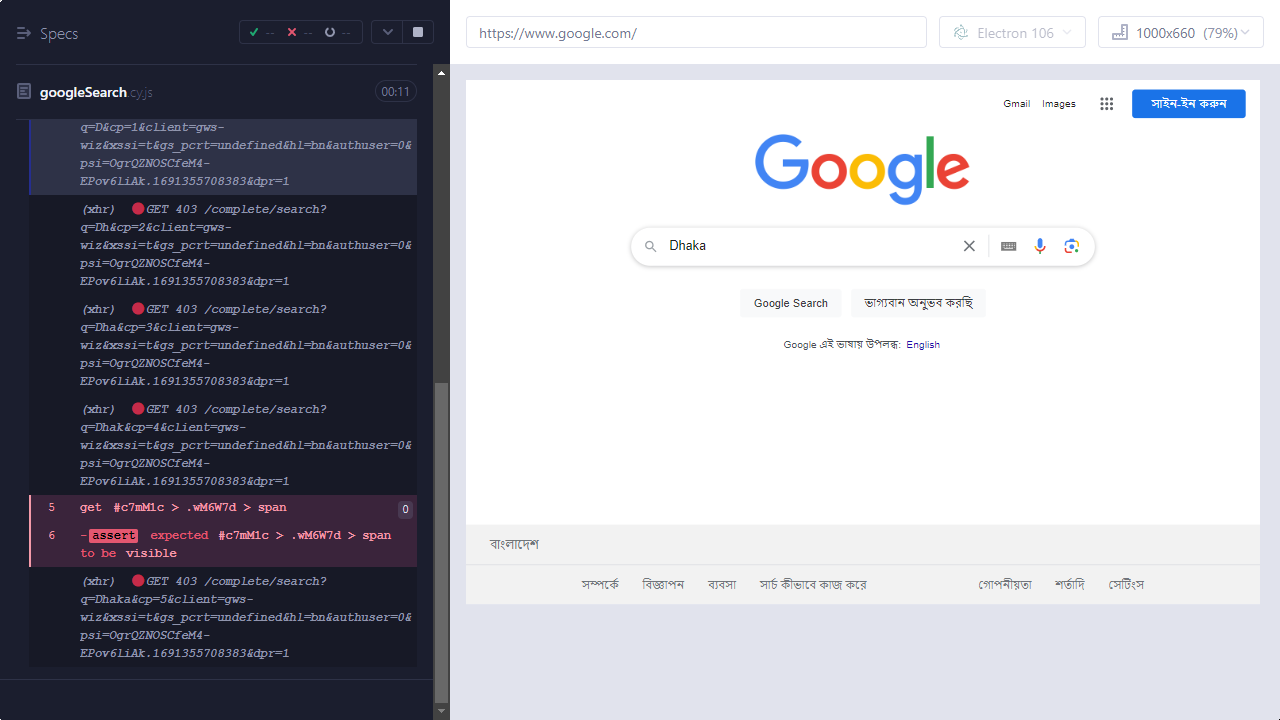 Specs
-- -- --
googleSearch.cy.js
00:11
q=D&cp=1&client=gws-
wiz&xssi=t&gs_pcrt=undefined&hl=bn&authuser=0&
psi=OgrQZNOSCfeM4-
EPov6liAk.1691355708383&dpr=1
(xhr) GET 403 /complete/search?
q=Dh&cp=2&client=gws-
wiz&xssi=t&gs_pcrt=undefined&hl=bn&authuser=0&
psi=OgrQZNOSCfeM4-
EPov6liAk.1691355708383&dpr=1
(xhr) GET 403 /complete/search?
q=Dha&cp=3&client=gws-
wiz&xssi=t&gs_pcrt=undefined&hl=bn&authuser=0&
psi=OgrQZNOSCfeM4-
EPov6liAk.1691355708383&dpr=1
(xhr) GET 403 /complete/search?
q=Dhak&cp=4&client=gws-
wiz&xssi=t&gs_pcrt=undefined&hl=bn&authuser=0&
psi=OgrQZNOSCfeM4-
EPov6liAk.1691355708383&dpr=1
5 get #c7mM1c > .wM6W7d > span 0
6 -assert expected #c7mM1c > .wM6W7d > span
to be visible
(xhr) GET 403 /complete/search?
q=Dhaka&cp=5&client=gws-
wiz&xssi=t&gs_pcrt=undefined&hl=bn&authuser=0&
psi=OgrQZNOSCfeM4-
EPov6liAk.1691355708383&dpr=1
https://www.google.com/
Electron 106
1000x660 (79%)
Gmail Images সাইন-ইন করুন
Google
Dhaka
Google Search ভাগ্যবান অনুভব করছি
Google এই ভাষায় উপলব্ধ: English
বাংলাদেশ
সম্পর্কে বিজ্ঞাপন ব্যবসা সার্চ কীভাবে কাজ করে গোপনীয়তা শর্তাদি সেটিংস